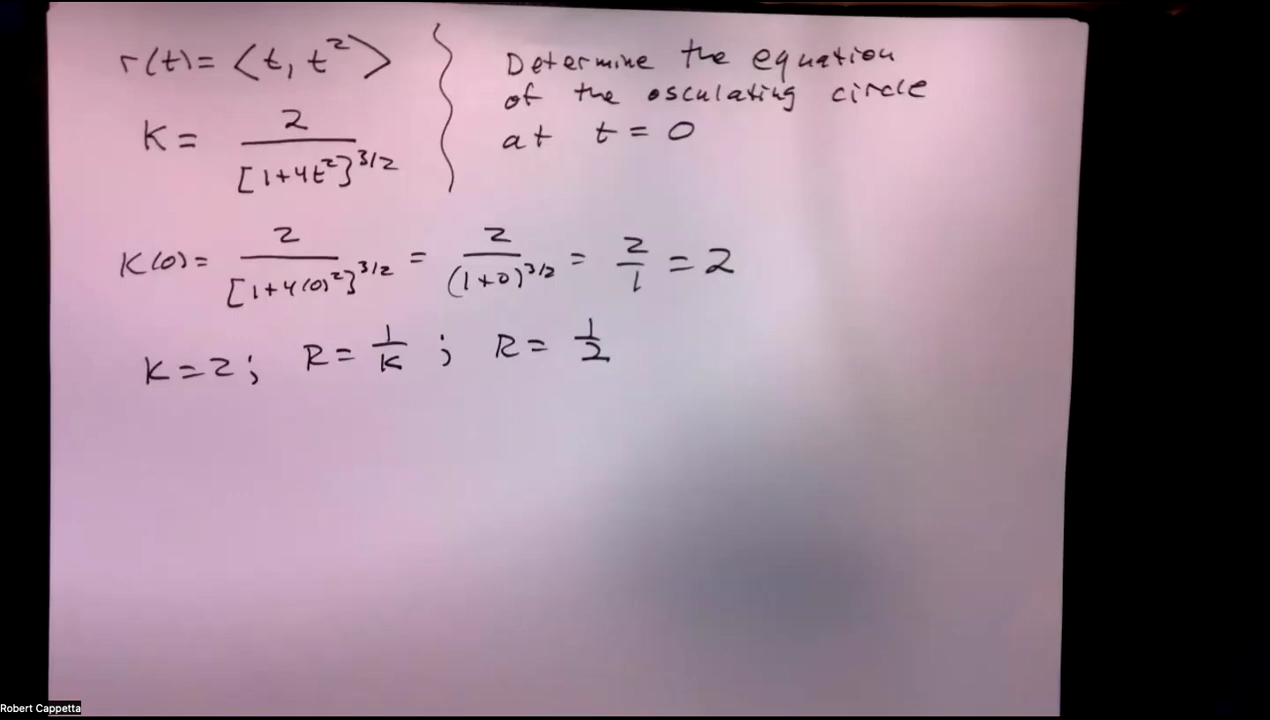 r(t) = ⟨t, t²⟩
K = 2 / [1+4t²]^3/2
Determine the equation
of the osculating circle
at t = 0
K(0) = 2 / [1+4(0)²]^3/2 = 2 / (1+0)^3/2 = 2/1 = 2
K = 2 ; R = 1/K ; R = 1/2
Robert Cappetta